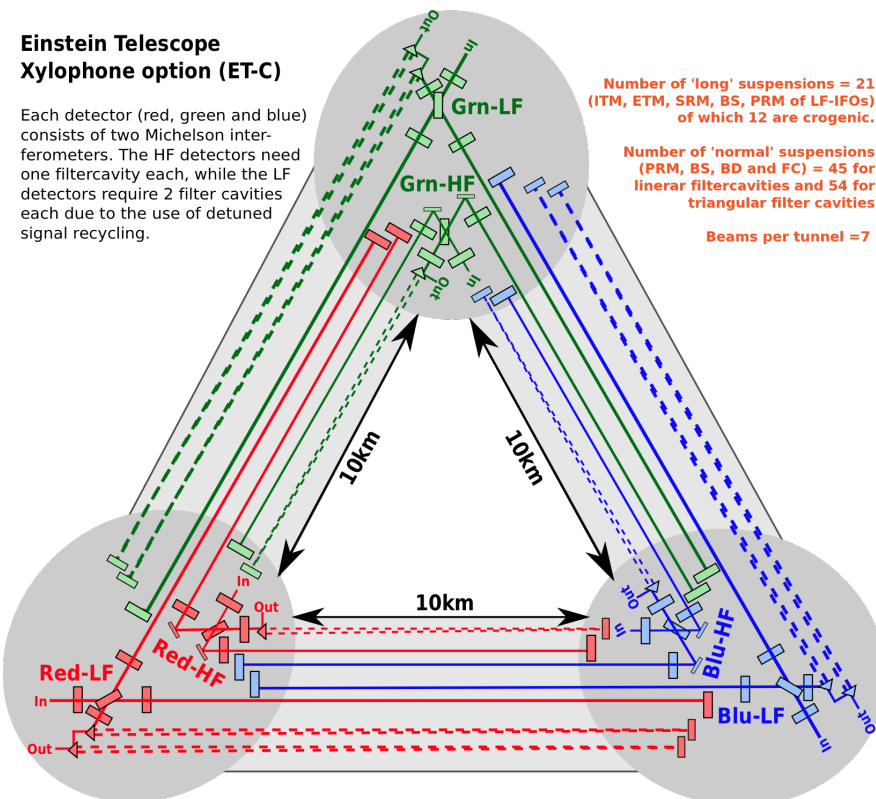 Einstein Telescope
Xylophone option (ET-C)
Each detector (red, green and blue)
consists of two Michelson inter-
ferometers. The HF detectors need
one filtercavity each, while the LF
detectors require 2 filter cavities
each due to the use of detuned
signal recycling.
Number of 'long' suspensions = 21
(ITM, ETM, SRM, BS, PRM of LF-IFOs)
of which 12 are crogenic.
Number of 'normal' suspensions
(PRM, BS, BD and FC) = 45 for
linerar filtercavities and 54 for
triangular filter cavities
Beams per tunnel =7
Out
In
Grn-LF
Grn-HF
Out
In
10km
10km
10km
In
Out
Red-HF
Red-LF
In
Out
Out
In
Blu-HF
Blu-LF
Out
In